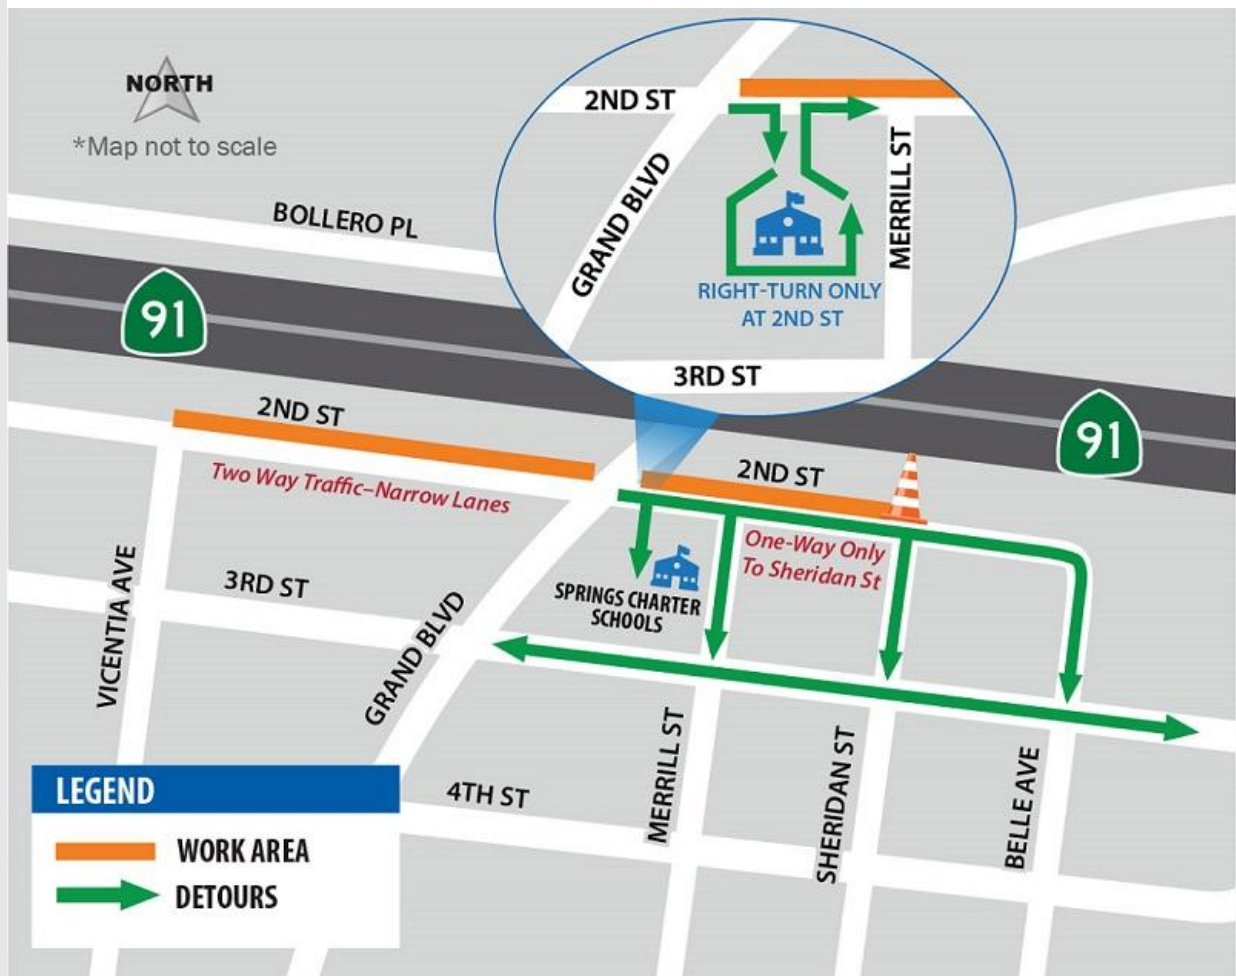 NORTH
*Map not to scale
2ND ST
GRAND BLVD
MERRILL ST
RIGHT-TURN ONLY
AT 2ND ST
3RD ST
BOLLERO PL
91
91
2ND ST
Two Way Traffic–Narrow Lanes
2ND ST
One-Way Only
To Sheridan St
SPRINGS CHARTER
SCHOOLS
3RD ST
VICENTIA AVE
GRAND BLVD
MERRILL ST
SHERIDAN ST
BELLE AVE
4TH ST
LEGEND
WORK AREA
DETOURS